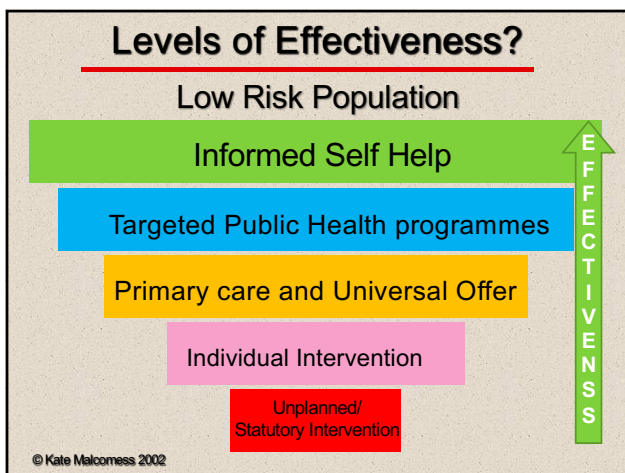 Levels of Effectiveness?
Low Risk Population
Informed Self Help
Targeted Public Health programmes
Primary care and Universal Offer
Individual Intervention
Unplanned/
Statutory Intervention
EFFECTIVENSS
© Kate Malcomess 2002